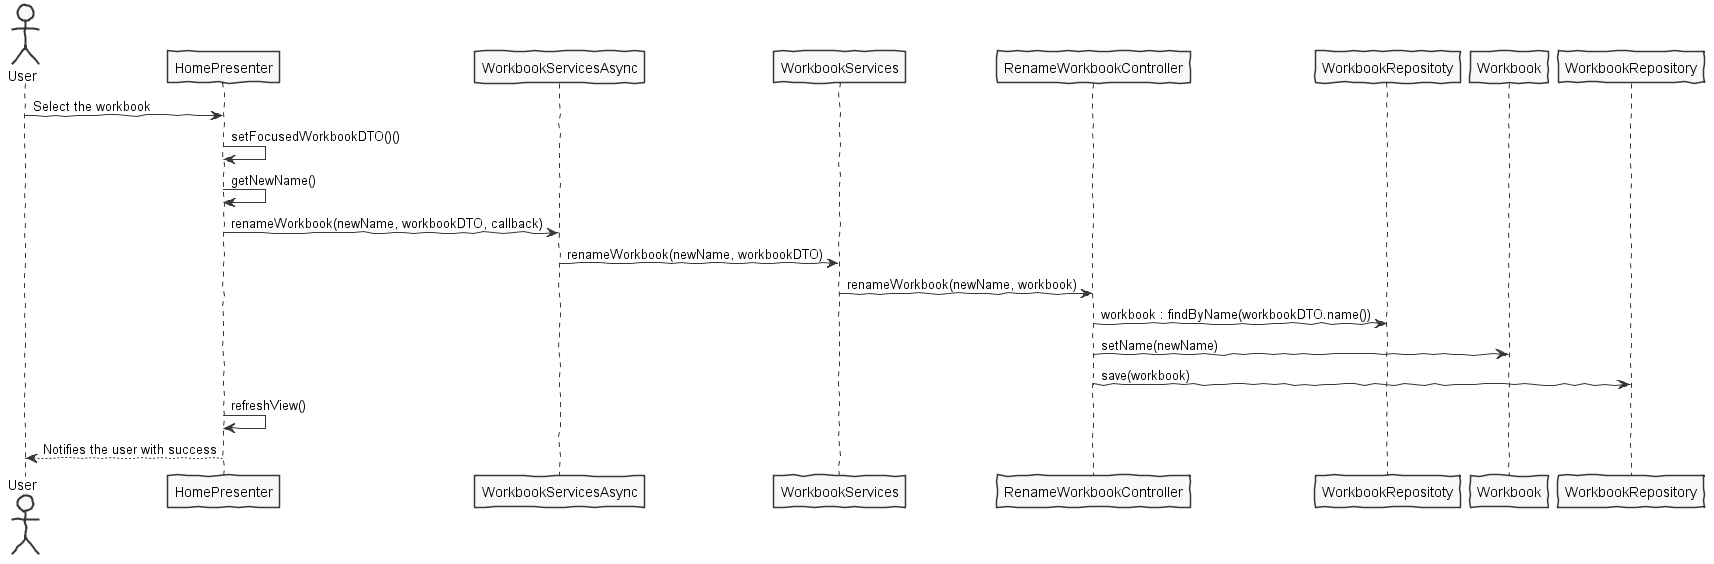 User
HomePresenter
WorkbookServicesAsync
WorkbookServices
RenameWorkbookController
WorkbookRepositoty
Workbook
WorkbookRepository
Select the workbook
setFocusedWorkbookDTO()()
getNewName()
renameWorkbook(newName, workbookDTO, callback)
renameWorkbook(newName, workbookDTO)
renameWorkbook(newName, workbook)
workbook : findByName(workbookDTO.name())
setName(newName)
save(workbook)
refreshView()
Notifies the user with success
User
HomePresenter
WorkbookServicesAsync
WorkbookServices
RenameWorkbookController
WorkbookRepositoty
Workbook
WorkbookRepository